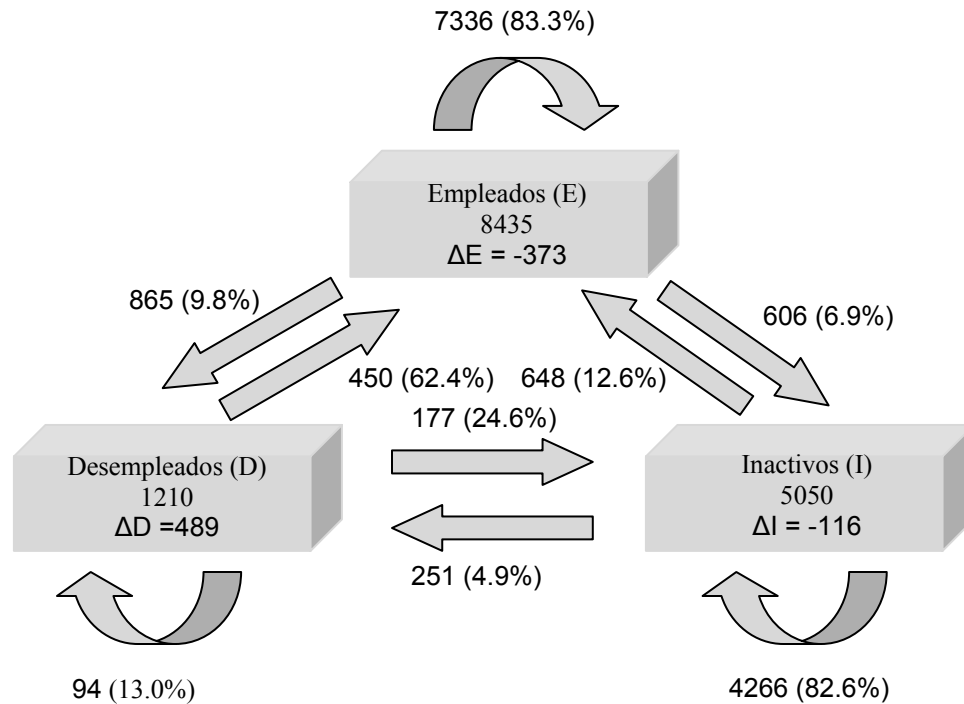 7336 (83.3%)
Empleados (E)
8435
ΔE = -373
865 (9.8%)
606 (6.9%)
450 (62.4%)
648 (12.6%)
177 (24.6%)
Desempleados (D)
1210
ΔD =489
Inactivos (I)
5050
ΔI = -116
251 (4.9%)
94 (13.0%)
4266 (82.6%)